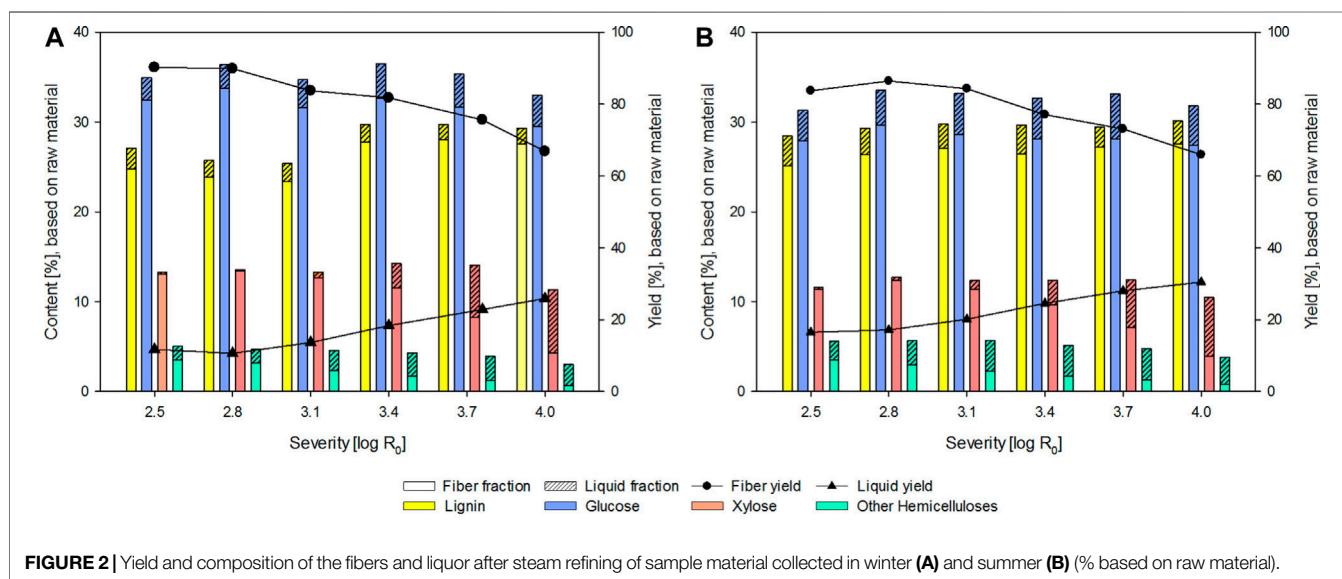 A
B
40
30
20
10
0
Content [%], based on raw material
100
80
60
40
20
0
Yield [%], based on raw material
2.5 2.8 3.1 3.4 3.7 4.0
Severity [log R0]
40
30
20
10
0
Content [%], based on raw material
100
80
60
40
20
0
Yield [%], based on raw material
2.5 2.8 3.1 3.4 3.7 4.0
Severity [log R0]
Fiber fraction Liquid fraction Fiber yield Liquid yield
Lignin Glucose Xylose Other Hemicelluloses
FIGURE 2 | Yield and composition of the fibers and liquor after steam refining of sample material collected in winter (A) and summer (B) (% based on raw material).